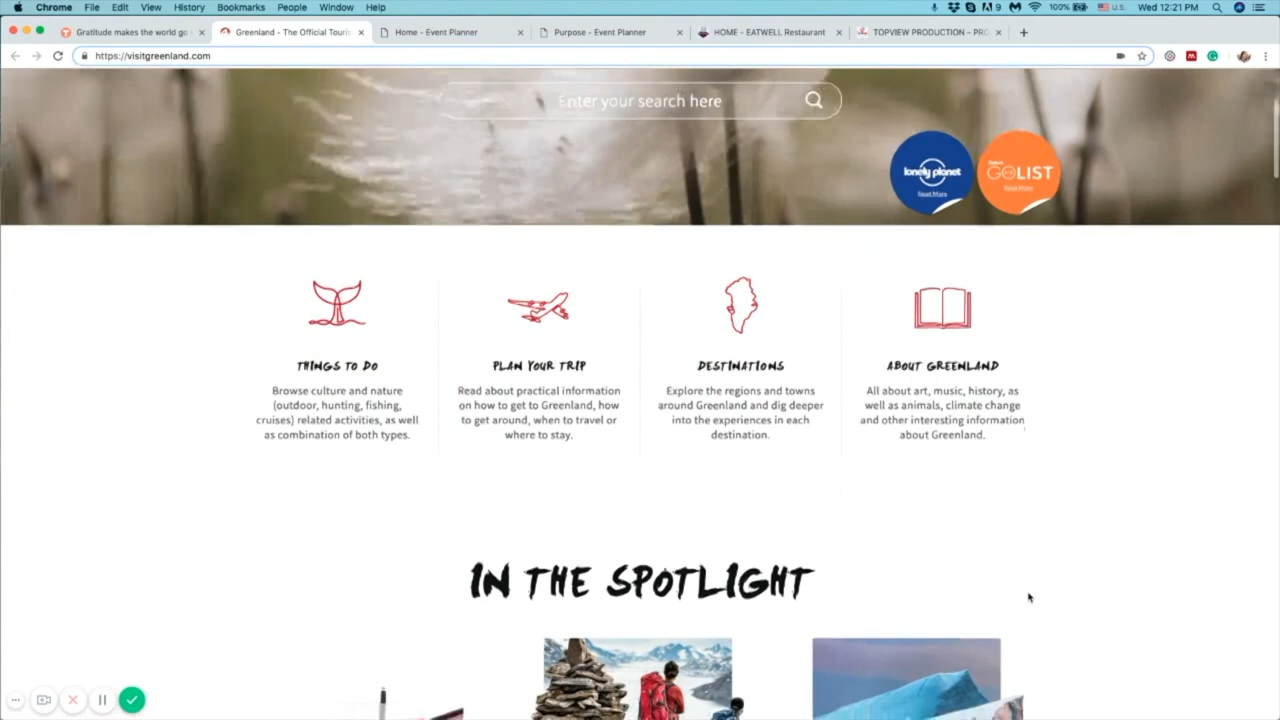 Chrome File Edit View History Bookmarks People Window Help
9 100% U.S. Wed 12:21 PM
Gratitude makes the world go
Greenland - The Official Touris
Home - Event Planner
Purpose - Event Planner
HOME - EATWELL Restaurant
TOPVIEW PRODUCTION – PRO
https://visitgreenland.com
Enter your search here
lonely planet
Read More
GOLIST
Read More
THINGS TO DO
Browse culture and nature
(outdoor, hunting, fishing,
cruises) related activities, as well
as combination of both types.
PLAN YOUR TRIP
Read about practical information
on how to get to Greenland, how
to get around, when to travel or
where to stay.
DESTINATIONS
Explore the regions and towns
around Greenland and dig deeper
into the experiences in each
destination.
ABOUT GREENLAND
All about art, music, history, as
well as animals, climate change
and other interesting information
about Greenland.
IN THE SPOTLIGHT